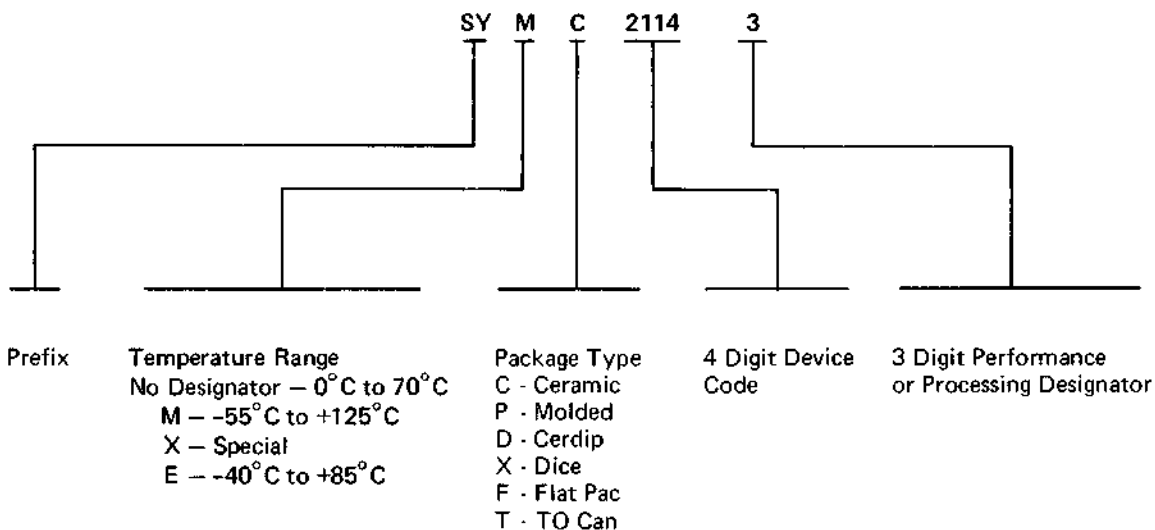 SY M C 2114 3
Prefix
Temperature Range
No Designator — 0°C to 70°C
M — -55°C to +125°C
X — Special
E — -40°C to +85°C
Package Type
C - Ceramic
P - Molded
D - Cerdip
X - Dice
F - Flat Pac
T - TO Can
4 Digit Device
Code
3 Digit Performance
or Processing Designator